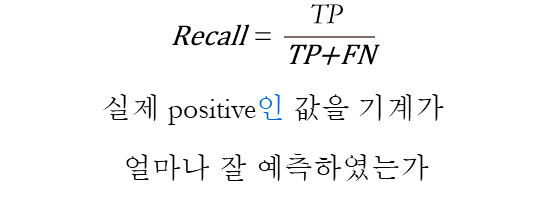 Recall = TP / TP+FN
실제 positive인 값을 기계가
얼마나 잘 예측하였는가